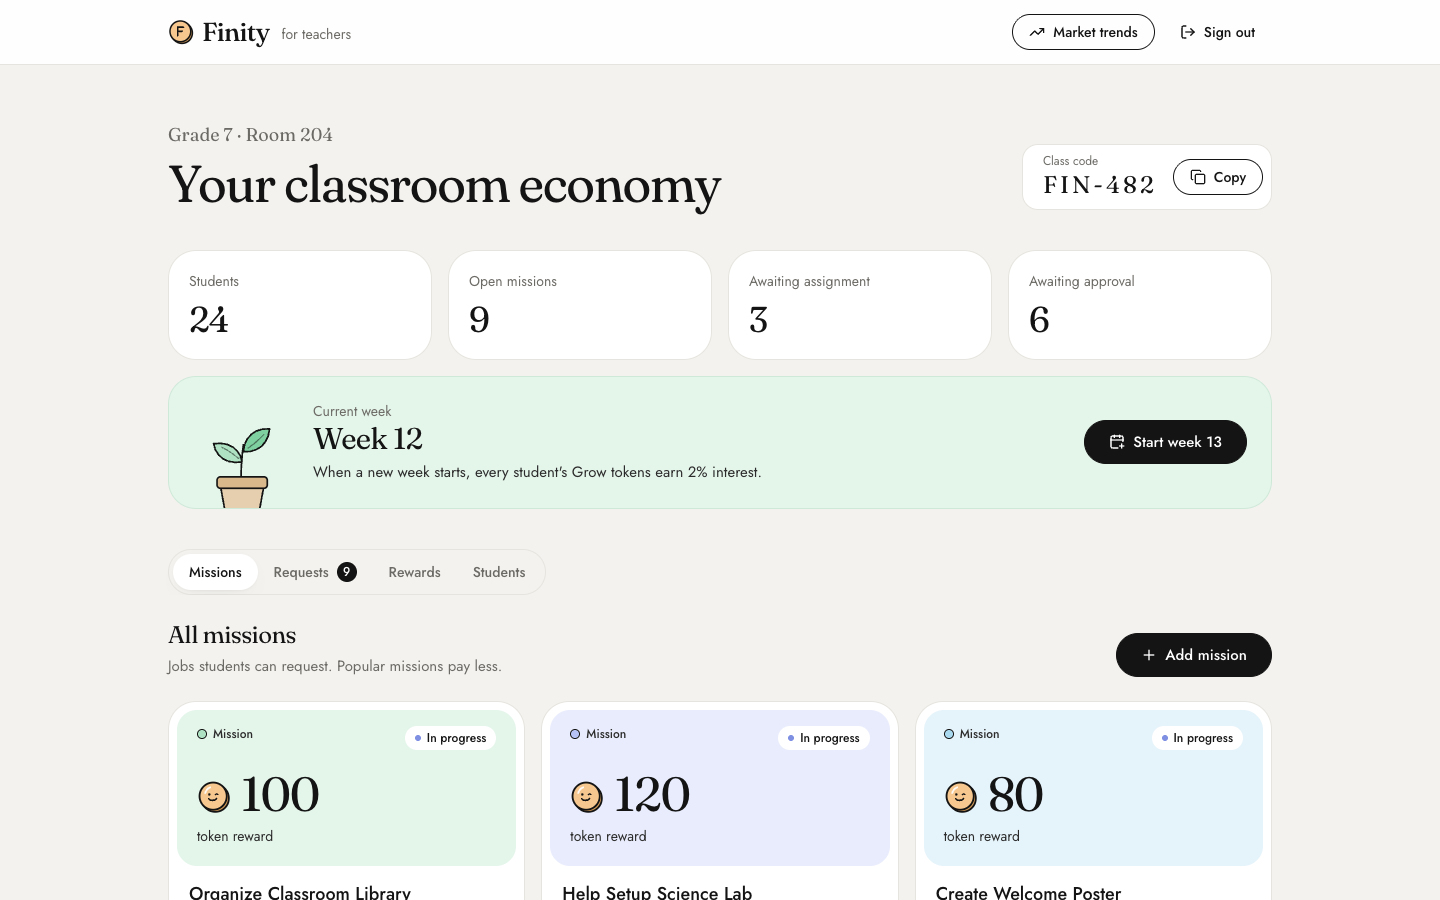 F Finity for teachers
Market trends
Sign out
Grade 7 · Room 204
Your classroom economy
Class code
FIN-482
Copy
Students
24
Open missions
9
Awaiting assignment
3
Awaiting approval
6
Current week
Week 12
When a new week starts, every student's Grow tokens earn 2% interest.
Start week 13
Missions
Requests 9
Rewards
Students
All missions
Jobs students can request. Popular missions pay less.
Add mission
Mission
In progress
100
token reward
Organize Classroom Library
Mission
In progress
120
token reward
Help Setup Science Lab
Mission
In progress
80
token reward
Create Welcome Poster